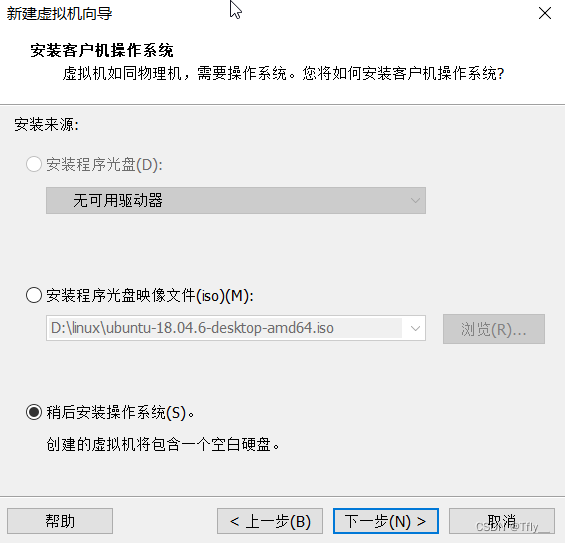 新建虚拟机向导
安装客户机操作系统
虚拟机如同物理机，需要操作系统。您将如何安装客户机操作系统?
安装来源:
安装程序光盘(D):
无可用驱动器
安装程序光盘映像文件(iso)(M):
D:\linux\ubuntu-18.04.6-desktop-amd64.iso
浏览(R)...
稍后安装操作系统(S)。
创建的虚拟机将包含一个空白硬盘。
帮助
< 上一步(B)
下一步(N) >
取消
CSDN @Tfly__